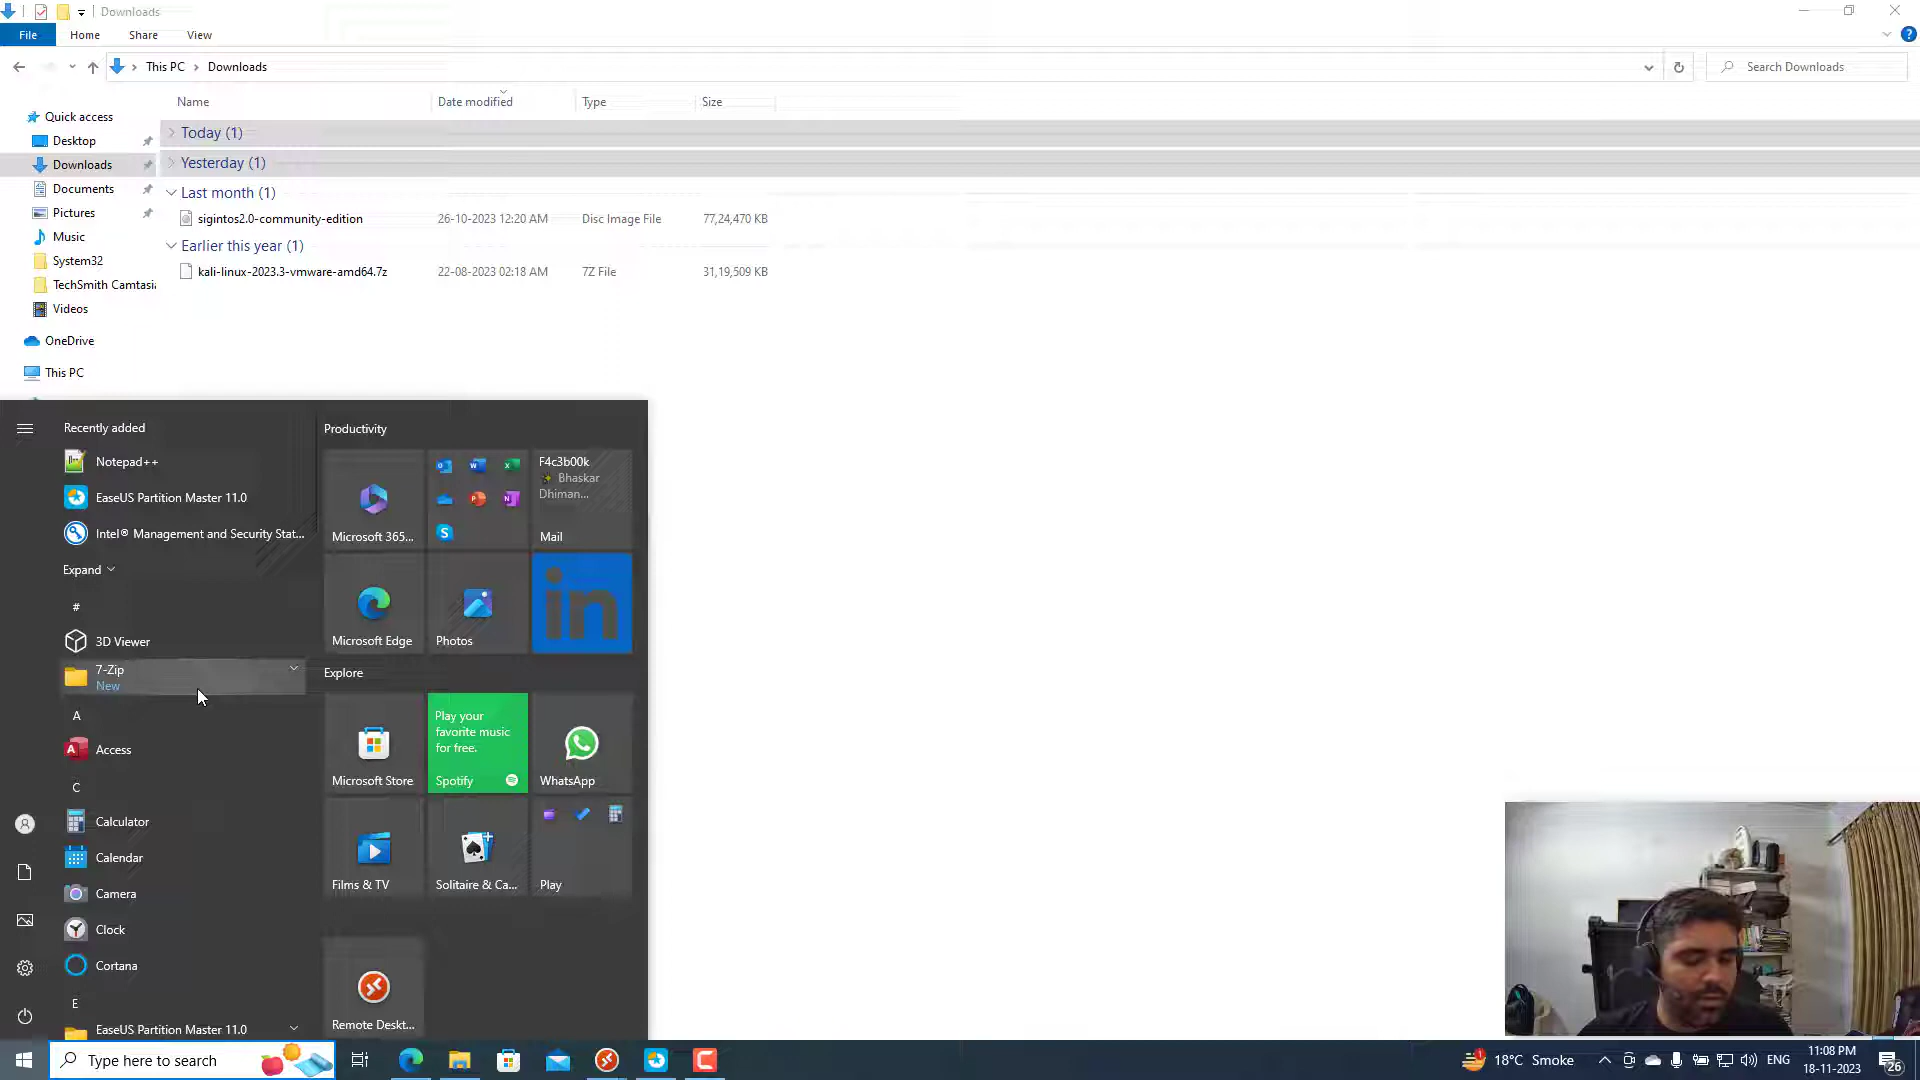 Downloads
File Home Share View
This PC Downloads
Search Downloads
Name Date modified Type Size
Quick access
Desktop
Downloads
Documents
Pictures
Music
System32
TechSmith Camtasi
Videos
OneDrive
This PC
Today (1)
Yesterday (1)
Last month (1)
sigintos2.0-community-edition 26-10-2023 12:20 AM Disc Image File 77,24,470 KB
Earlier this year (1)
kali-linux-2023.3-vmware-amd64.7z 22-08-2023 02:18 AM 7Z File 31,19,509 KB
Recently added
Notepad++
EaseUS Partition Master 11.0
Intel® Management and Security Stat...
Expand
#
3D Viewer
7-Zip
New
A
Access
C
Calculator
Calendar
Camera
Clock
Cortana
E
EaseUS Partition Master 11.0
Productivity
Microsoft 365...
F4c3b00k
Bhaskar
Dhiman...
Mail
Microsoft Edge
Photos
in
Explore
Microsoft Store
Play your
favorite music
for free.
Spotify
WhatsApp
Films & TV
Solitaire & Ca...
Play
Remote Deskt...
Type here to search
1
18°C Smoke
ENG
11:08 PM
18-11-2023
26